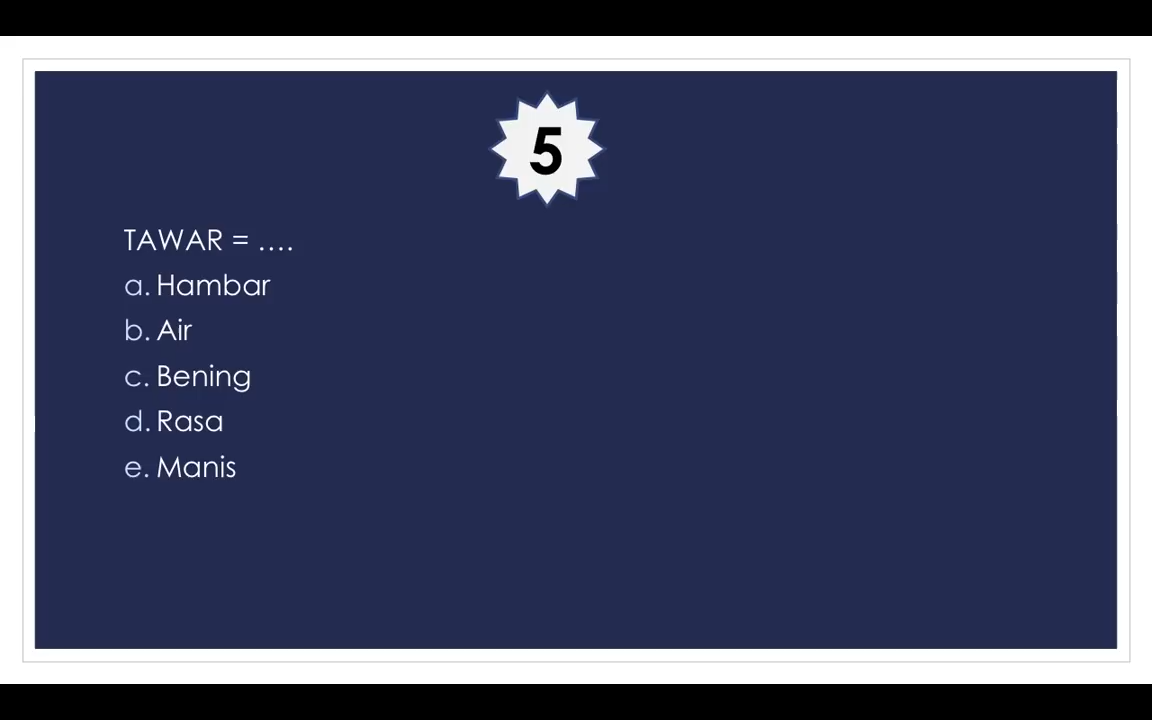 5
TAWAR = ....
a. Hambar
b. Air
c. Bening
d. Rasa
e. Manis